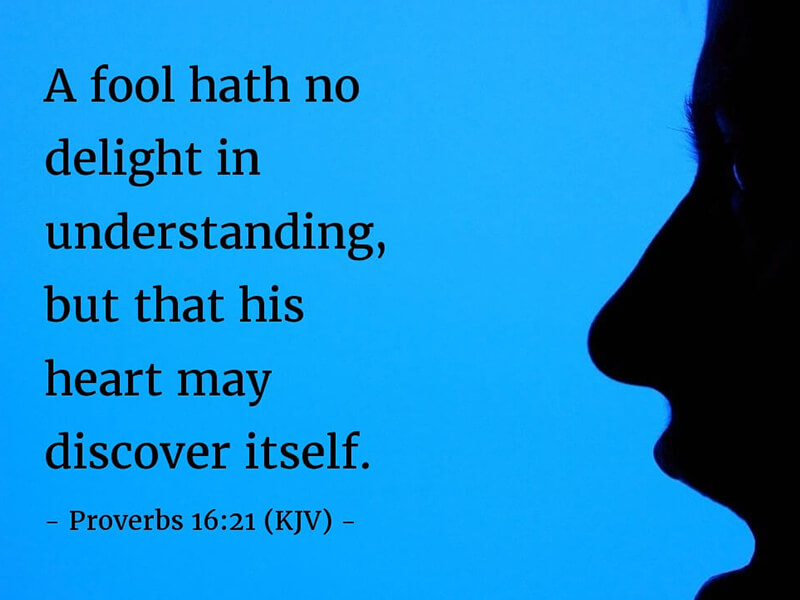 A fool hath no
delight in
understanding,
but that his
heart may
discover itself.
- Proverbs 16:21 (KJV) -